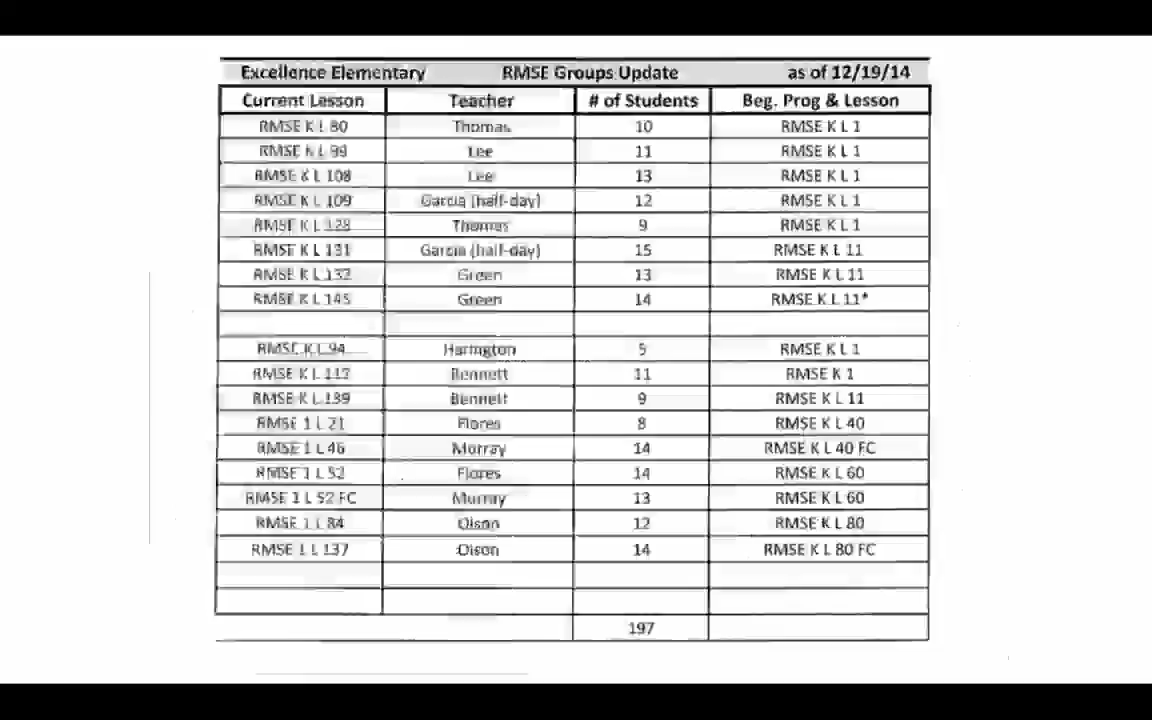 Excellence Elementary RMSE Groups Update as of 12/19/14
Current Lesson Teacher # of Students Beg. Prog & Lesson
RMSE K L 80 Thomas 10 RMSE K L 1
RMSE K L 99 Lee 11 RMSE K L 1
RMSE K L 108 Lee 13 RMSE K L 1
RMSE K L 109 Garcia (half-day) 12 RMSE K L 1
RMSE K L 128 Thomas 9 RMSE K L 1
RMSE K L 131 Garcia (half-day) 15 RMSE K L 11
RMSE K L 132 Green 13 RMSE K L 11
RMSE K L 145 Green 14 RMSE K L 11*
RMSE K L 94 Harington 5 RMSE K L 1
RMSE K L 112 Bennett 11 RMSE K 1
RMSE K L 139 Bennett 9 RMSE K L 11
RMSE 1 L 21 Flores 8 RMSE K L 40
RMSE 1 L 46 Murray 14 RMSE K L 40 FC
RMSE 1 L 52 Flores 14 RMSE K L 60
RMSE 1 L 52 FC Murray 13 RMSE K L 60
RMSE 1 L 84 Olson 12 RMSE K L 80
RMSE 1 L 137 Olson 14 RMSE K L 80 FC
197